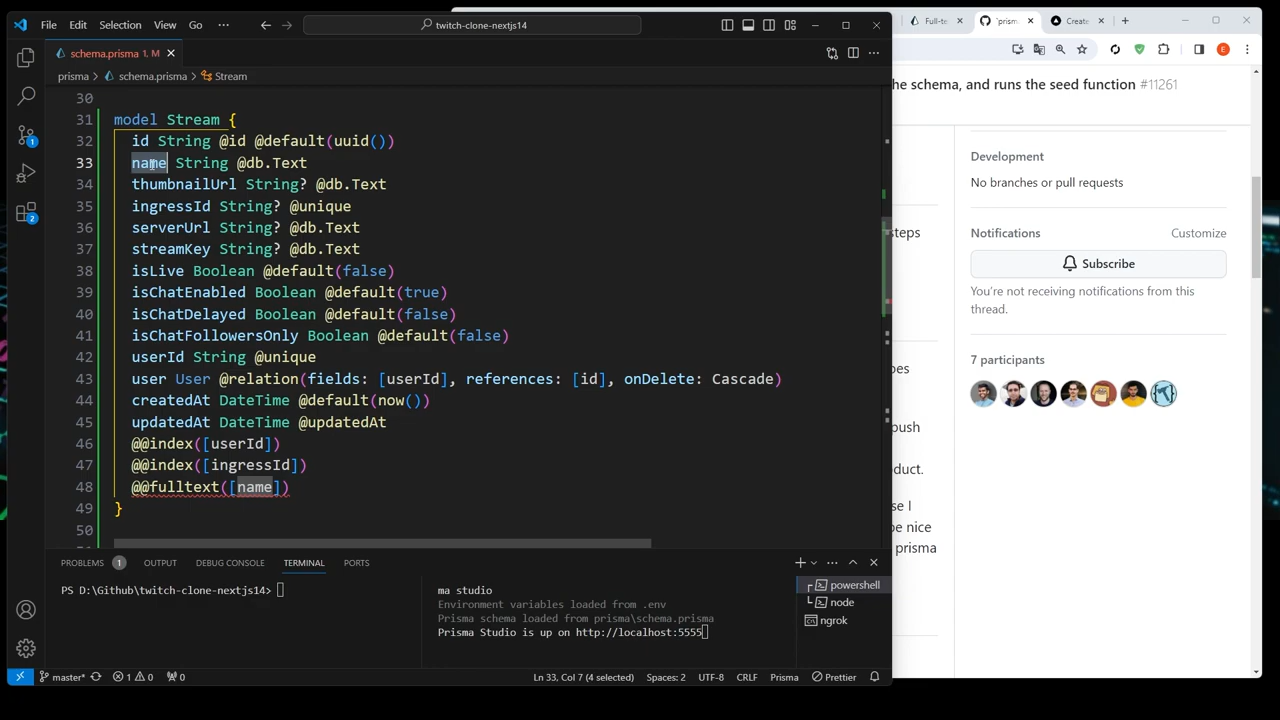 File Edit Selection View Go ··· twitch-clone-nextjs14
schema.prisma 1, M
prisma > schema.prisma > Stream
30
31 model Stream {
32 id String @id @default(uuid())
33 name String @db.Text
34 thumbnailUrl String? @db.Text
35 ingressId String? @unique
36 serverUrl String? @db.Text
37 streamKey String? @db.Text
38 isLive Boolean @default(false)
39 isChatEnabled Boolean @default(true)
40 isChatDelayed Boolean @default(false)
41 isChatFollowersOnly Boolean @default(false)
42 userId String @unique
43 user User @relation(fields: [userId], references: [id], onDelete: Cascade)
44 createdAt DateTime @default(now())
45 updatedAt DateTime @updatedAt
46 @@index([userId])
47 @@index([ingressId])
48 @@fulltext([name])
49 }
50
1
2
PROBLEMS 1 OUTPUT DEBUG CONSOLE TERMINAL PORTS
PS D:\Github\twitch-clone-nextjs14>
ma studio
Environment variables loaded from .env
Prisma schema loaded from prisma\schema.prisma
Prisma Studio is up on http://localhost:5555
powershell
node
ngrok
master* 1 0 0 Ln 33, Col 7 (4 selected) Spaces: 2 UTF-8 CRLF Prisma Prettier
Full-te "prism Create
E
he schema, and runs the seed function #11261
Development
No branches or pull requests
Notifications Customize
Subscribe
You're not receiving notifications from this
thread.
7 participants
steps
pes
push
duct.
se I
be nice
prisma